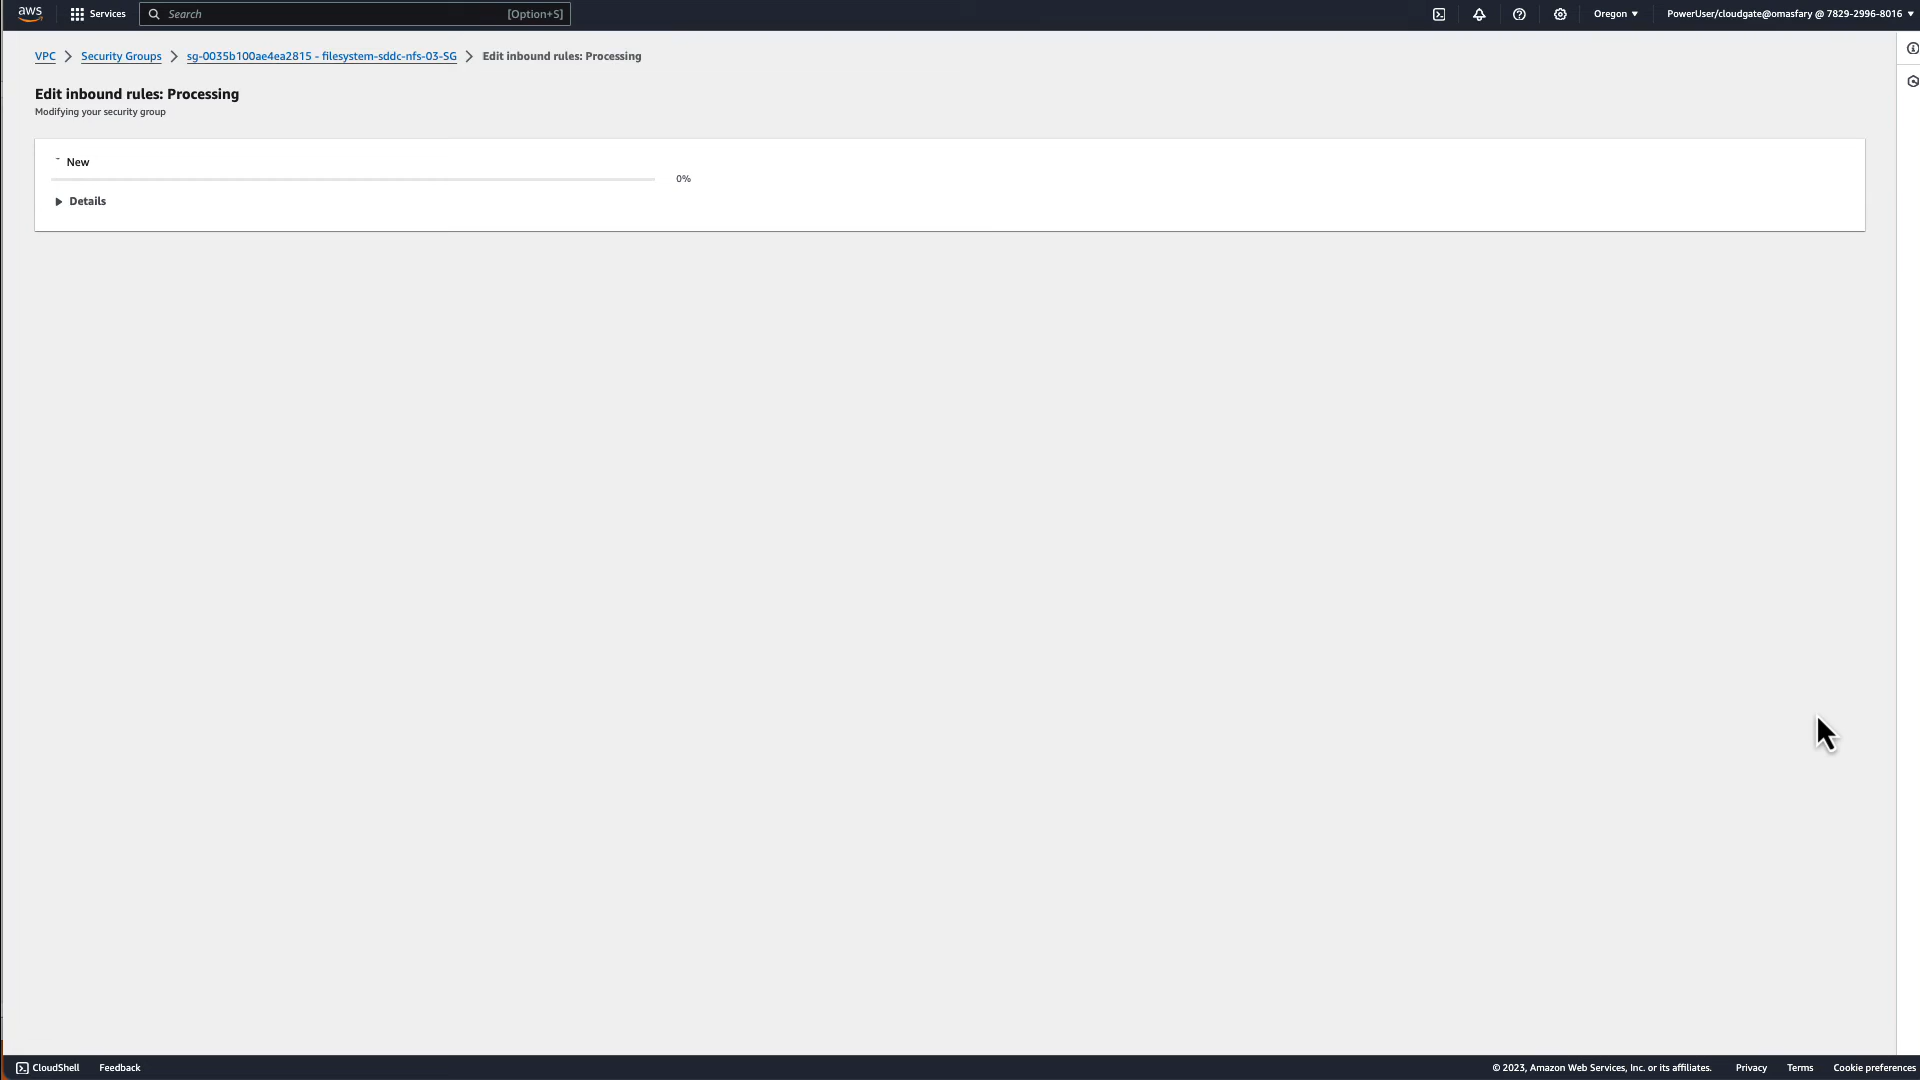 aws Services Search [Option+S] Oregon PowerUser/cloudgate@omasfary @ 7829-2996-8016
VPC Security Groups sg-0035b100ae4ea2815 - filesystem-sddc-nfs-03-SG Edit inbound rules: Processing
Edit inbound rules: Processing
Modifying your security group
New
0%
Details
CloudShell Feedback © 2023, Amazon Web Services, Inc. or its affiliates. Privacy Terms Cookie preferences